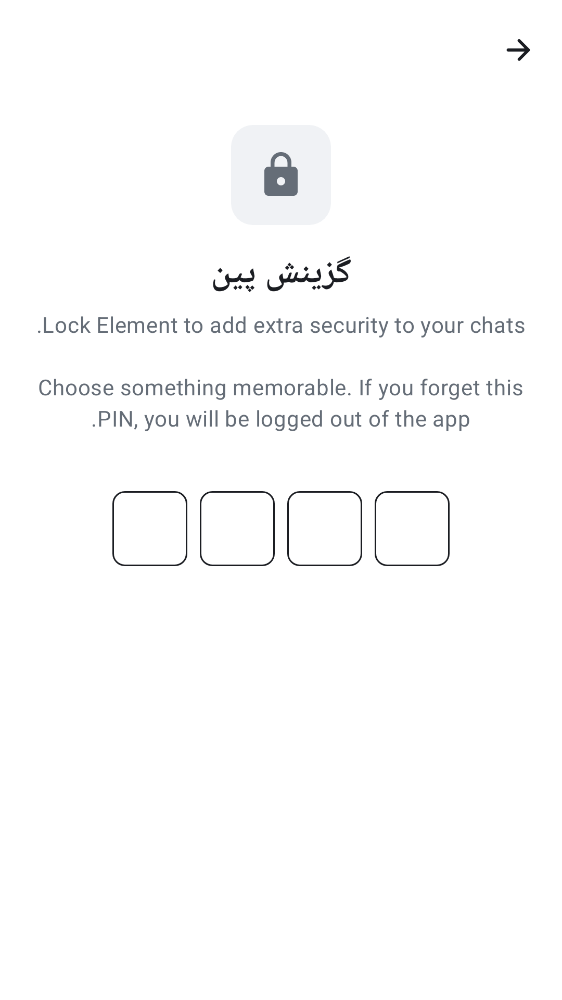 گزینش پین
Lock Element to add extra security to your chats.
Choose something memorable. If you forget this
PIN, you will be logged out of the app.